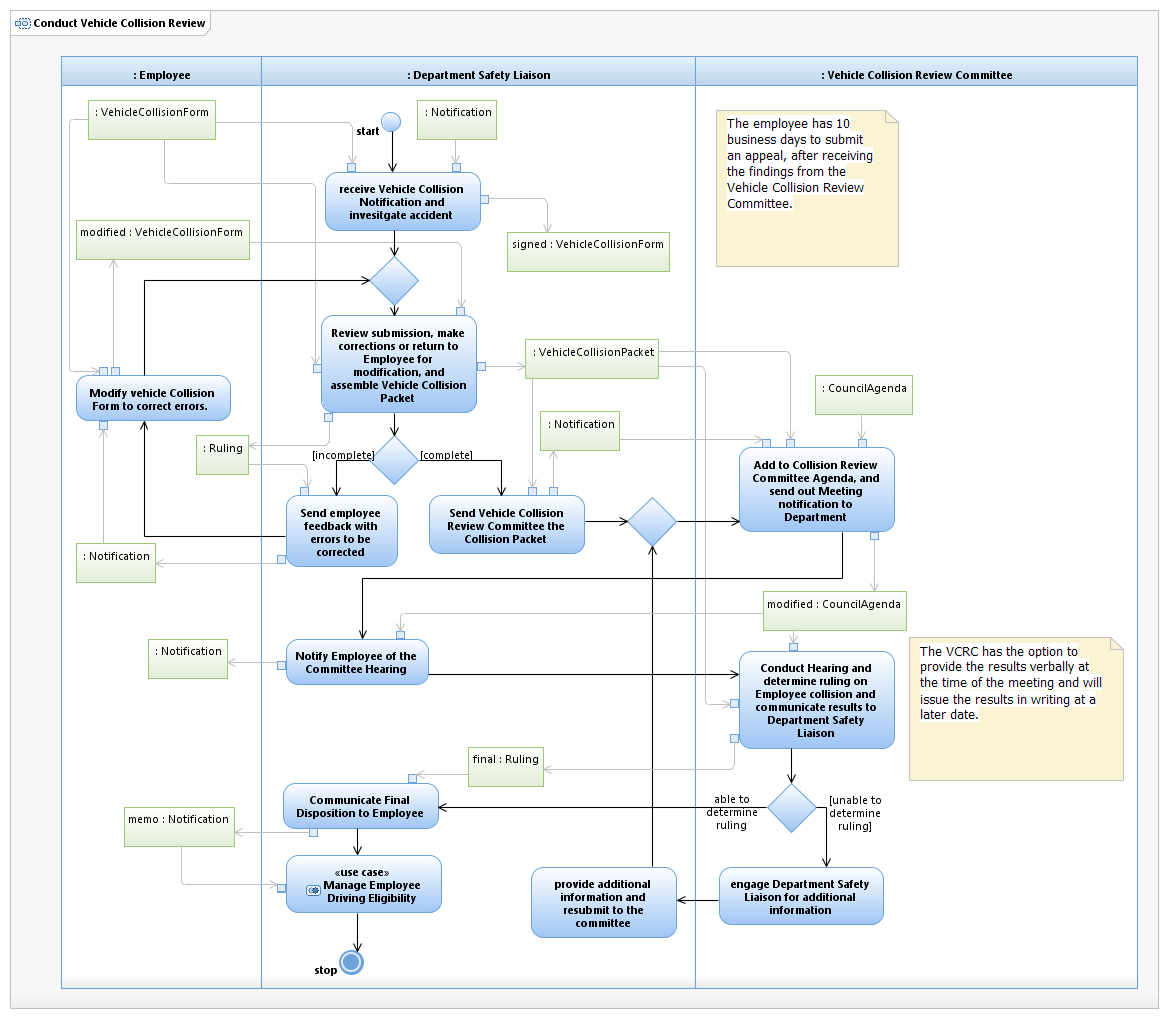 Conduct Vehicle Collision Review
: Employee
: Department Safety Liaison
: Vehicle Collision Review Committee
: VehicleCollisionForm
start
: Notification
The employee has 10
business days to submit
an appeal, after receiving
the findings from the
Vehicle Collision Review
Committee.
receive Vehicle Collision
Notification and
invesitgate accident
modified : VehicleCollisionForm
signed : VehicleCollisionForm
Review submission, make
corrections or return to
Employee for
modification, and
assemble Vehicle Collision
Packet
: VehicleCollisionPacket
Modify vehicle Collision
Form to correct errors.
: CouncilAgenda
: Notification
: Ruling
[incomplete]
[complete]
Add to Collision Review
Committee Agenda, and
send out Meeting
notification to
Department
Send employee
feedback with
errors to be
corrected
Send Vehicle Collision
Review Committee the
Collision Packet
: Notification
modified : CouncilAgenda
: Notification
Notify Employee of the
Committee Hearing
Conduct Hearing and
determine ruling on
Employee collision and
communicate results to
Department Safety
Liaison
The VCRC has the option to
provide the results verbally at
the time of the meeting and will
issue the results in writing at a
later date.
final : Ruling
Communicate Final
Disposition to Employee
able to
determine
ruling
[unable to
determine
ruling]
memo : Notification
«use case»
Manage Employee
Driving Eligibility
provide additional
information and
resubmit to the
committee
engage Department Safety
Liaison for additional
information
stop